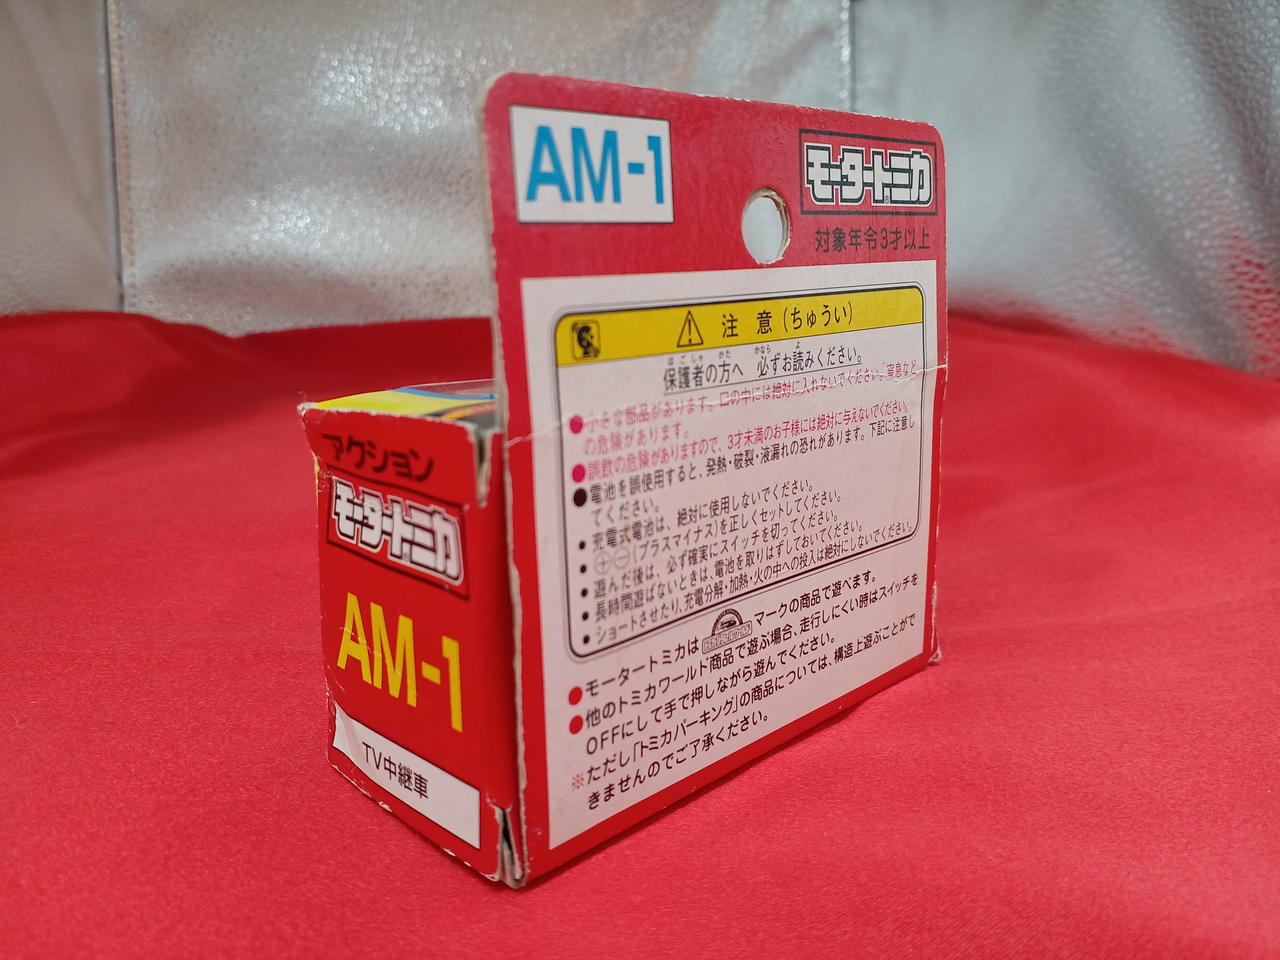 AM-1
モータートミカ
対象年令3才以上
注意(ちゅうい)
保護者の方へ 必ずお読みください。
●小さな部品があります。口の中には絶対に入れないでください。窒息など
の危険があります。
●誤飲の危険がありますので、3才未満のお子様には絶対に与えないでください。
●電池を誤使用すると、発熱・破裂・液漏れの恐れがあります。下記に注意し
てください。
•充電式電池は、絶対に使用しないでください。
•⊕⊖(プラスマイナス)を正しくセットしてください。
•遊んだ後は、必ず確実にスイッチを切ってください。
•長時間遊ばないときは、電池を取りはずしておいてください。
•ショートさせたり、充電分解・加熱・火の中への投入は絶対にしないでください。
●モータートミカは マークの商品で遊べます。
●他のトミカワールド商品で遊ぶ場合、走行しにくい時はスイッチを
OFFにして手で押しながら遊んでください。
※ただし「トミカパーキング」の商品については、構造上遊ぶことがで
きませんのでご了承ください。
アクション
モータートミカ
AM-1
TV中継車